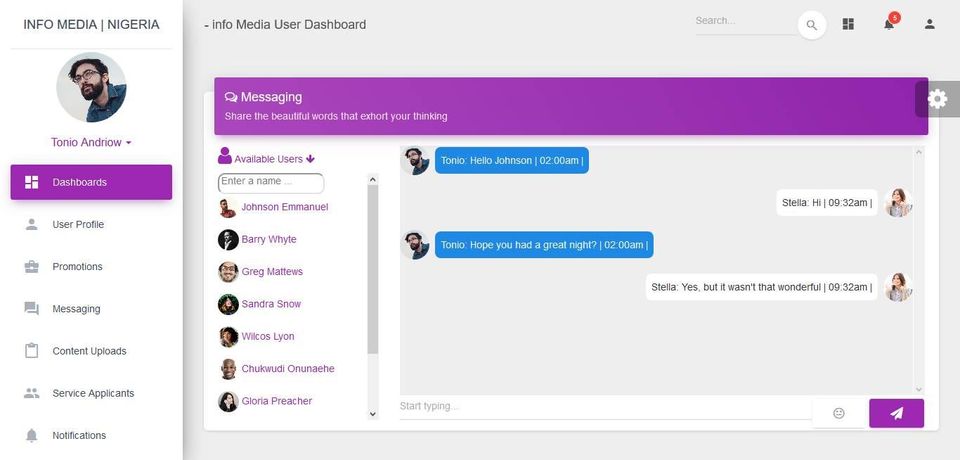 INFO MEDIA | NIGERIA
- info Media User Dashboard
Search...
5
Tonio Andriow
Dashboards
User Profile
Promotions
Messaging
Content Uploads
Service Applicants
Notifications
Messaging
Share the beautiful words that exhort your thinking
Available Users
Enter a name ...
Johnson Emmanuel
Barry Whyte
Greg Mattews
Sandra Snow
Wilcos Lyon
Chukwudi Onunaehe
Gloria Preacher
Tonio: Hello Johnson | 02:00am |
Stella: Hi | 09:32am |
Tonio: Hope you had a great night? | 02:00am |
Stella: Yes, but it wasn't that wonderful | 09:32am |
Start typing...